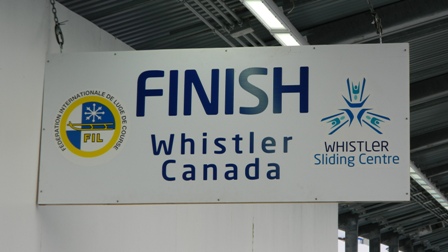 FINISH
Whistler
Canada
FÉDÉRATION INTERNATIONALE DE LUGE DE COURSE
FIL
WHISTLER
Sliding Centre